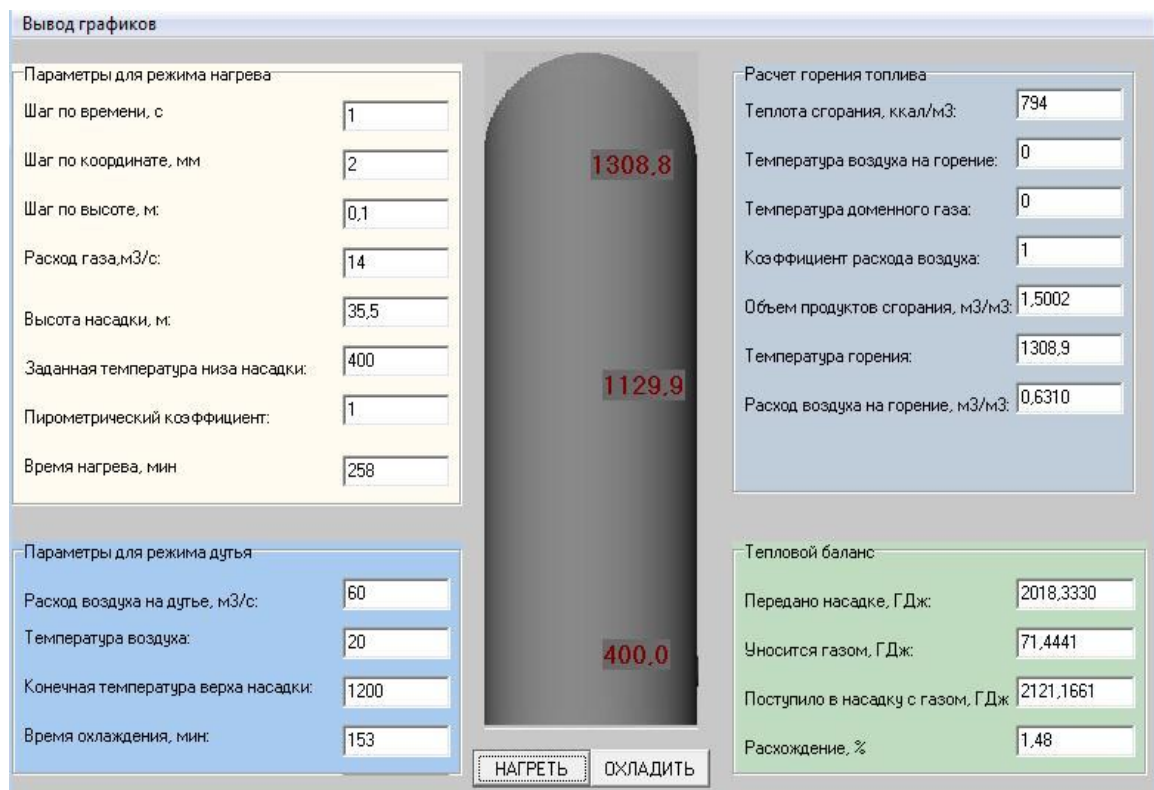 Вывод графиков
Параметры для режима нагрева
Шаг по времени, с 1
Шаг по координате, мм 2
Шаг по высоте, м: 0,1
Расход газа,м3/с: 14
Высота насадки, м: 35,5
Заданная температура низа насадки: 400
Пирометрический коэффициент: 1
Время нагрева, мин 258
Параметры для режима дутья
Расход воздуха на дутье, м3/с: 60
Температура воздуха: 20
Конечная температура верха насадки: 1200
Время охлаждения, мин: 153
1308,8
1129,9
400,0
НАГРЕТЬ ОХЛАДИТЬ
Расчет горения топлива
Теплота сгорания, ккал/м3: 794
Температура воздуха на горение: 0
Температура доменного газа: 0
Коэффициент расхода воздуха: 1
Объем продуктов сгорания, м3/м3: 1,5002
Температура горения: 1308,9
Расход воздуха на горение, м3/м3: 0,6310
Тепловой баланс
Передано насадке, ГДж: 2018,3330
Уносится газом, ГДж: 71,4441
Поступило в насадку с газом, ГДж 2121,1661
Расхождение, % 1,48